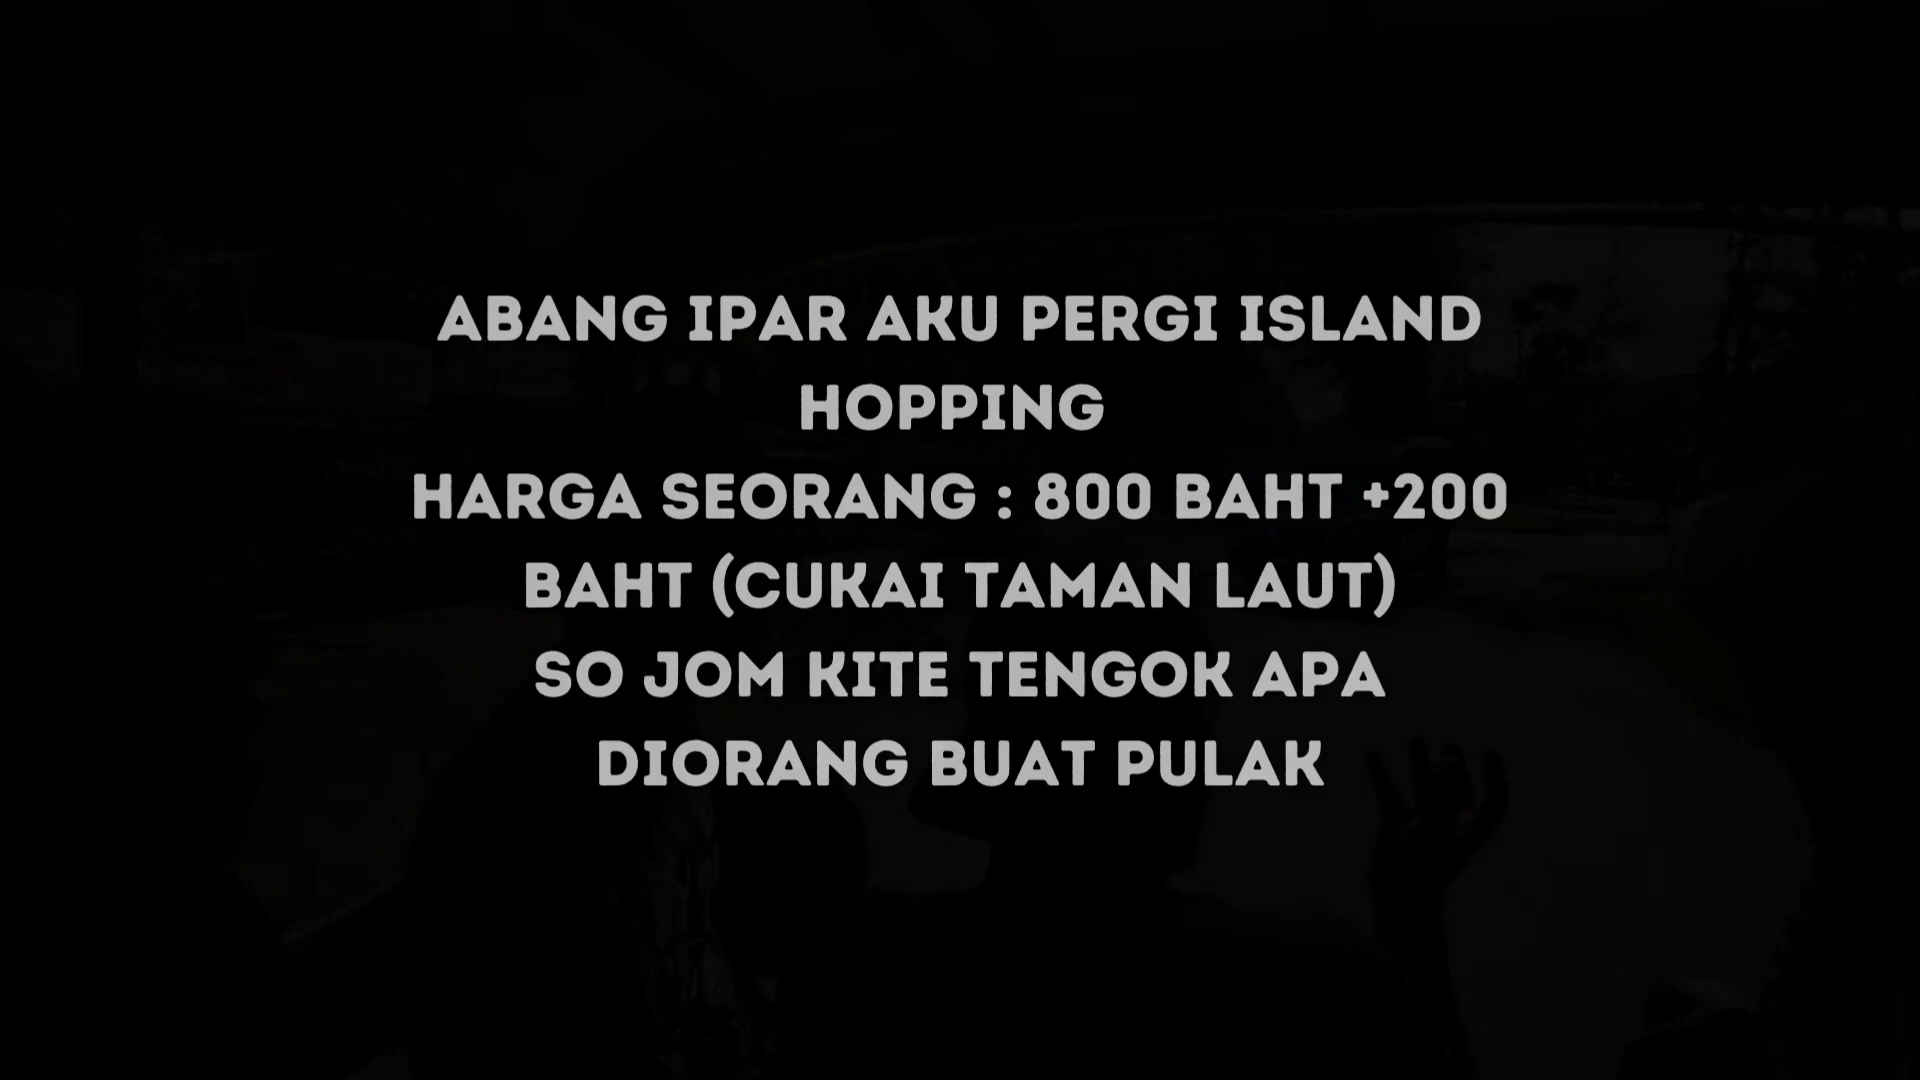 ABANG IPAR AKU PERGI ISLAND
HOPPING
HARGA SEORANG : 800 BAHT +200
BAHT (CUKAI TAMAN LAUT)
SO JOM KITE TENGOK APA
DIORANG BUAT PULAK